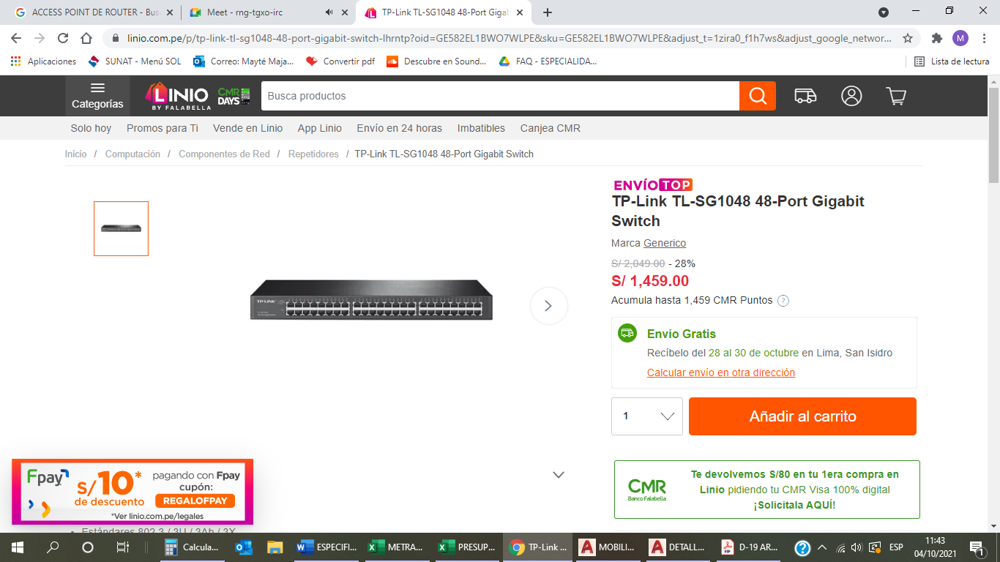 ACCESS POINT DE ROUTER - Bus
Meet - rng-tgxo-irc
TP-Link TL-SG1048 48-Port Gigab
linio.com.pe/p/tp-link-tl-sg1048-48-port-gigabit-switch-lhrntp?oid=GE582EL1BWO7WLPE&sku=GE582EL1BWO7WLPE&adjust_t=1zira0_f1h7ws&adjust_google_networ...
M
Aplicaciones
SUNAT - Menú SOL
Correo: Mayté Maja...
Convertir pdf
Descubre en Sound...
FAQ - ESPECIALIDA...
Lista de lectura
Categorías
LINIO
BY FALABELLA
CMR
DAYS
Busca productos
Solo hoy
Promos para Ti
Vende en Linio
App Linio
Envío en 24 horas
Imbatibles
Canjea CMR
Inicio / Computación / Componentes de Red / Repetidores / TP-Link TL-SG1048 48-Port Gigabit Switch
ENVÍO TOP
TP-Link TL-SG1048 48-Port Gigabit
Switch
Marca Generico
S/ 2,049.00 - 28%
S/ 1,459.00
Acumula hasta 1,459 CMR Puntos ?
TP-LINK
Envío Gratis
Recíbelo del 28 al 30 de octubre en Lima, San Isidro
Calcular envío en otra dirección
1
Añadir al carrito
CMR
Banco Falabella
Te devolvemos S/80 en tu 1era compra en
Linio pidiendo tu CMR Visa 100% digital
¡Solicitala AQUÍ!
Fpay
S/10*
de descuento
pagando con Fpay
cupón:
REGALOFPAY
*Ver linio.com.pe/legales
Estándares 802.3 / 3U / 3Ab / 3X
Calcula...
ESPECIFI...
METRA...
PRESUP...
TP-Link ...
MOBILI...
DETALL...
D-19 AR...
ESP
11:43
04/10/2021
1